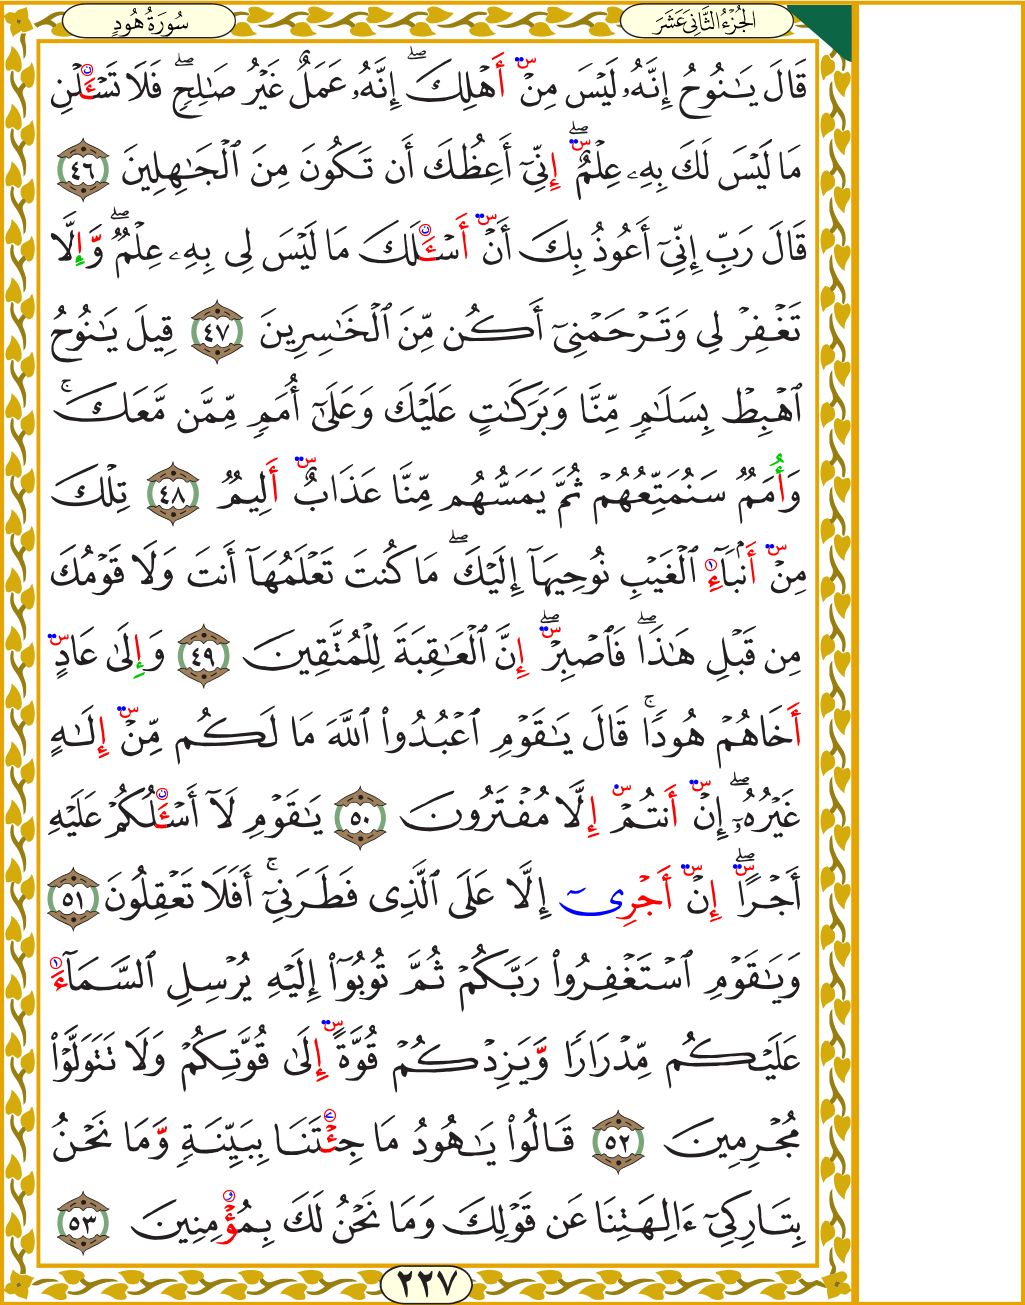 الجُزْءُ الثَّانِيَ عَشَرَ
سُورَةُ هُودٍ
قَالَ يَـٰنُوحُ إِنَّهُۥ لَيْسَ مِنْ أَهْلِكَۖ إِنَّهُۥ عَمَلٌ غَيْرُ صَـٰلِحٖۖ فَلَا تَسْـَٔلْنِ
مَا لَيْسَ لَكَ بِهِۦ عِلْمٌۖ إِنِّيٓ أَعِظُكَ أَن تَكُونَ مِنَ ٱلْجَـٰهِلِينَ ٤٦
قَالَ رَبِّ إِنِّيٓ أَعُوذُ بِكَ أَنْ أَسْـَٔلَكَ مَا لَيْسَ لِى بِهِۦ عِلْمٌۖ وَّإِلَّا
تَغْفِرْ لِى وَتَرْحَمْنِىٓ أَكُن مِّنَ ٱلْخَـٰسِرِينَ ٤٧ قِيلَ يَـٰنُوحُ
ٱهْبِطْ بِسَلَـٰمٍ مِّنَّا وَبَرَكَـٰتٍ عَلَيْكَ وَعَلَىٰٓ أُمَمٍ مِّمَّن مَّعَكَۚ
وَأُمَمٌ سَنُمَتِّعُهُمْ ثُمَّ يَمَسُّهُم مِّنَّا عَذَابٌ أَلِيمٌ ٤٨ تِلْكَ
مِنْ أَنۢبَآءِ ٱلْغَيْبِ نُوحِيهَآ إِلَيْكَۖ مَا كُنتَ تَعْلَمُهَآ أَنتَ وَلَا قَوْمُكَ
مِن قَبْلِ هَـٰذَاۖ فَٱصْبِرْۖ إِنَّ ٱلْعَـٰقِبَةَ لِلْمُتَّقِينَ ٤٩ وَإِلَىٰ عَادٍ
أَخَاهُمْ هُودًاۚ قَالَ يَـٰقَوْمِ ٱعْبُدُوا۟ ٱللَّهَ مَا لَكُم مِّنْ إِلَـٰهٍ
غَيْرُهُۥٓۖ إِنْ أَنتُمْ إِلَّا مُفْتَرُونَ ٥٠ يَـٰقَوْمِ لَآ أَسْـَٔلُكُمْ عَلَيْهِ
أَجْرًاۖ إِنْ أَجْرِىٓ إِلَّا عَلَى ٱلَّذِى فَطَرَنِىٓۚ أَفَلَا تَعْقِلُونَ ٥١
وَيَـٰقَوْمِ ٱسْتَغْفِرُوا۟ رَبَّكُمْ ثُمَّ تُوبُوٓا۟ إِلَيْهِ يُرْسِلِ ٱلسَّمَآءَ
عَلَيْكُم مِّدْرَارًا وَّيَزِدْكُمْ قُوَّةً إِلَىٰ قُوَّتِكُمْ وَلَا تَتَوَلَّوْا۟
مُجْرِمِينَ ٥٢ قَالُوا۟ يَـٰهُودُ مَا جِئْتَنَا بِبَيِّنَةٍ وَّمَا نَحْنُ
بِتَارِكِىٓ ءَالِهَتِنَا عَن قَوْلِكَ وَمَا نَحْنُ لَكَ بِمُؤْمِنِينَ ٥٣
٢٢٧